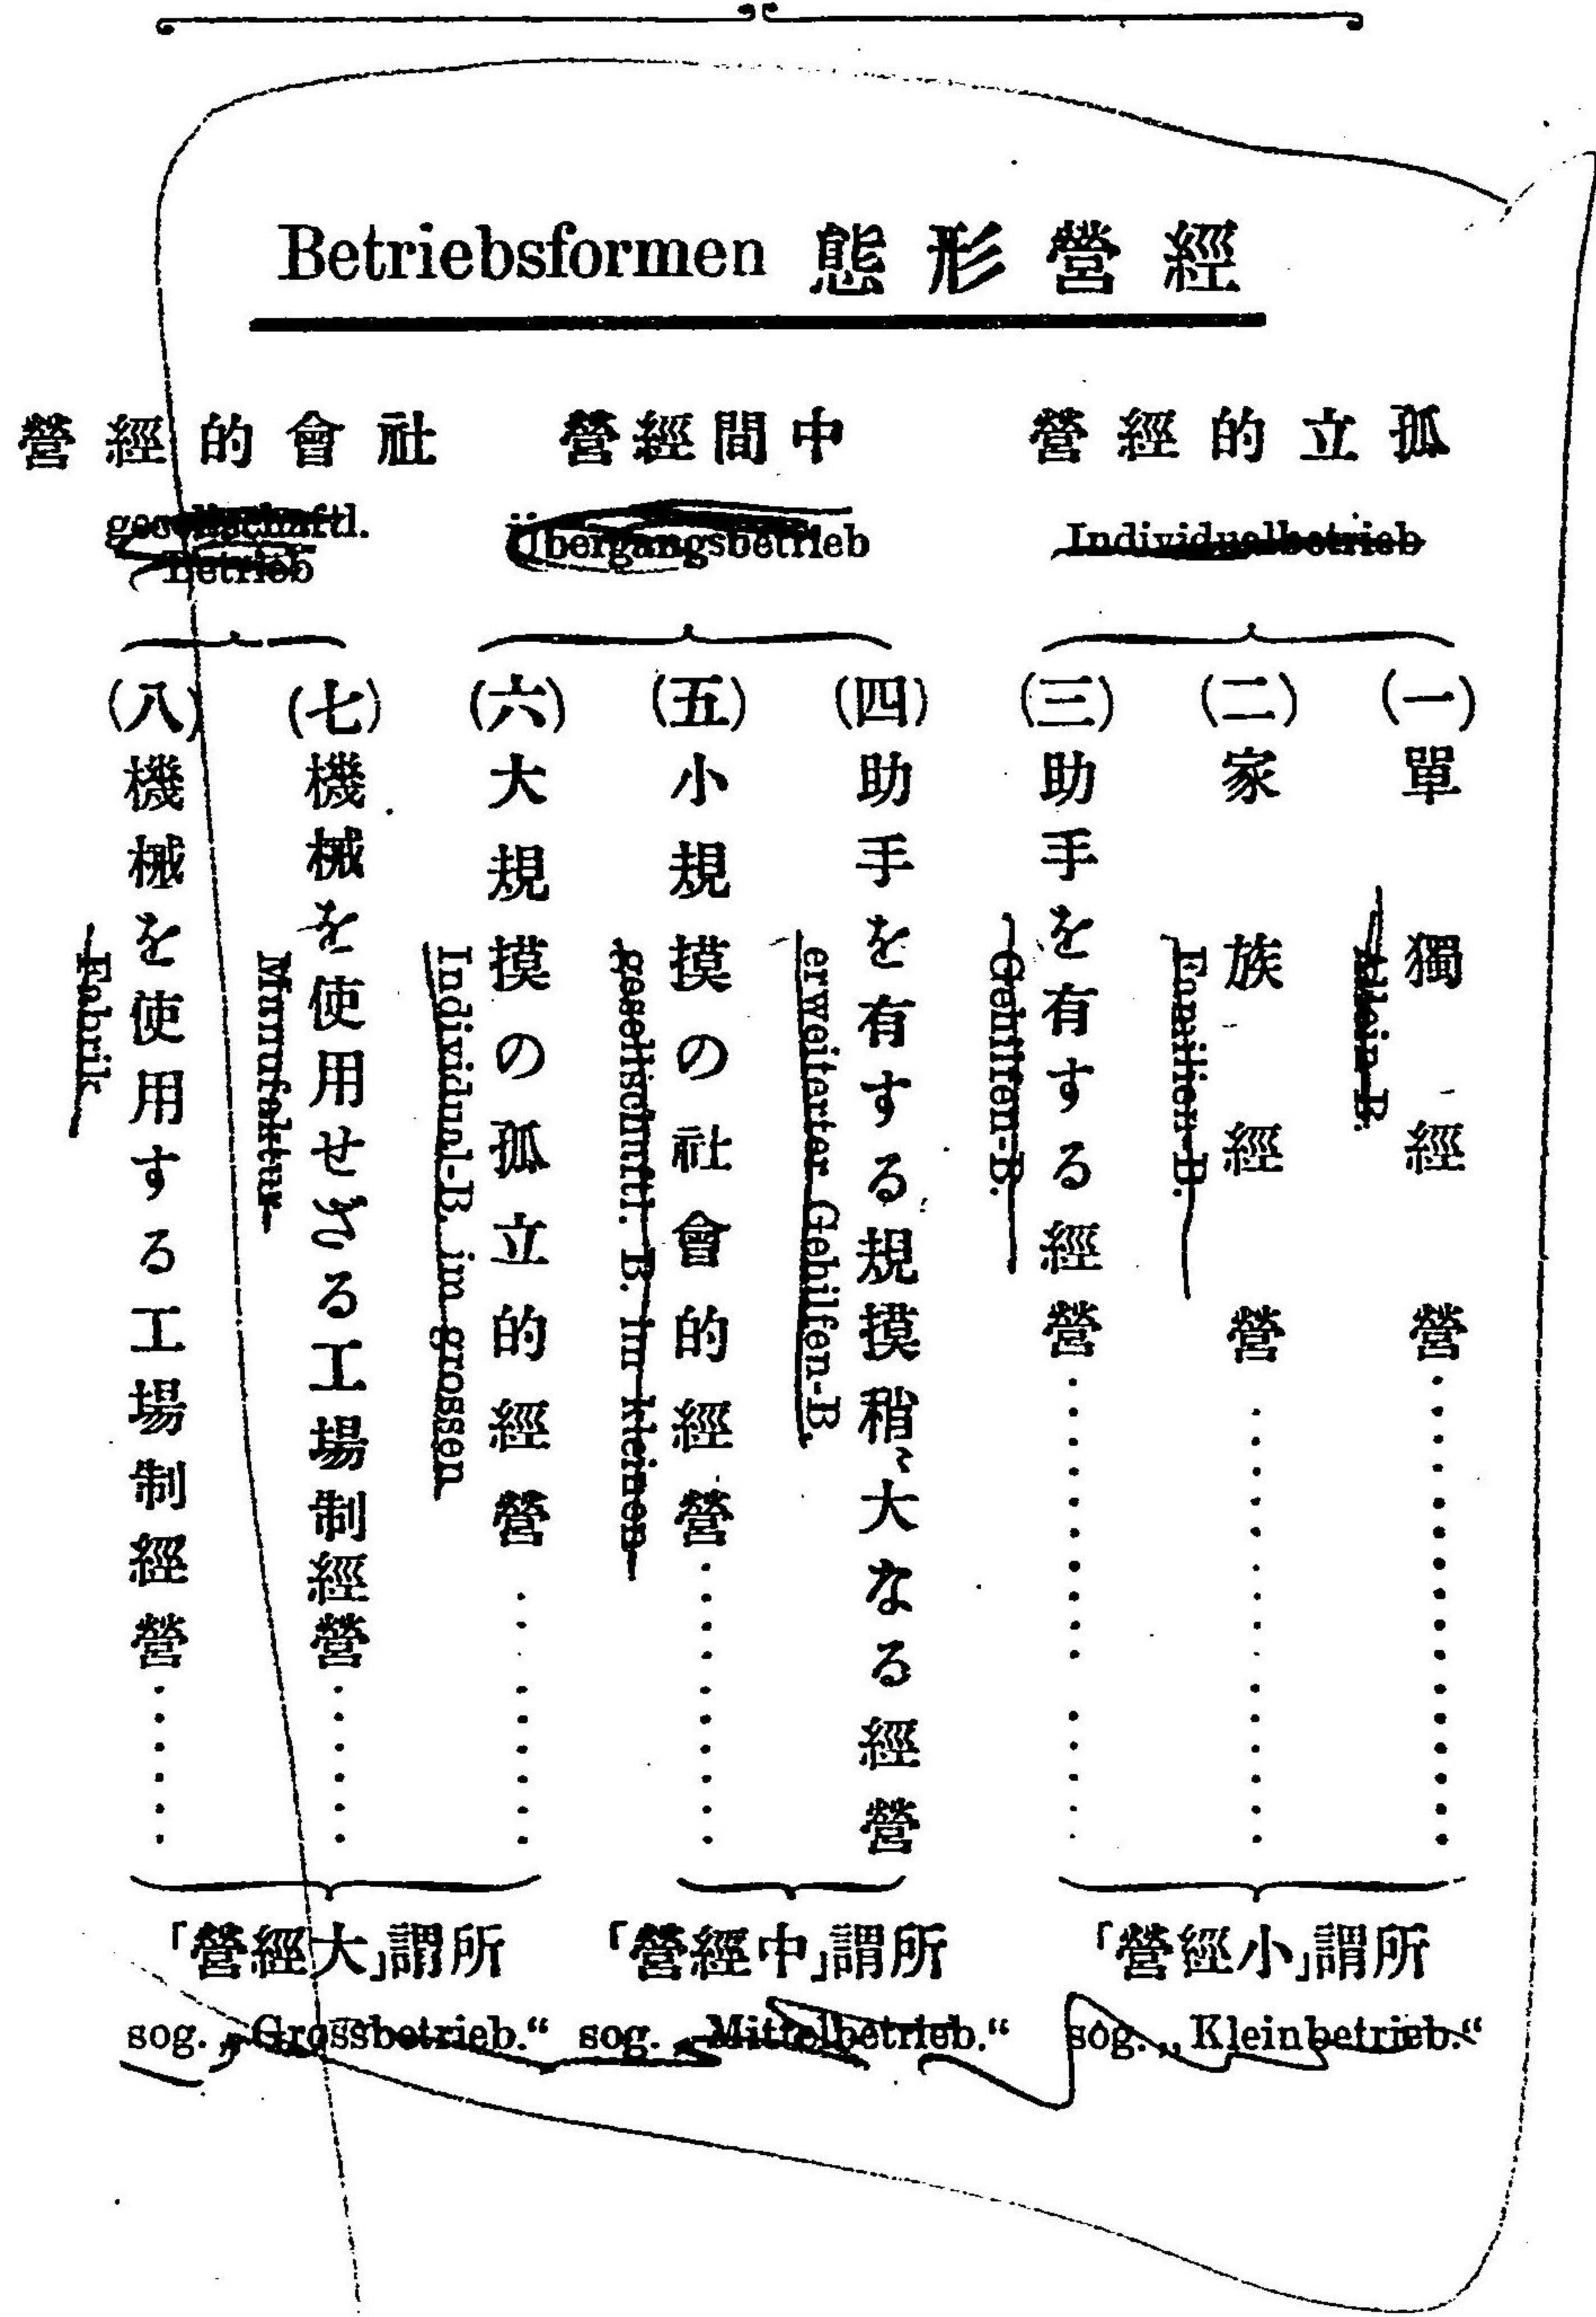 經營形態 Betriebsformen
孤立的經營
Individualbetrieb
中間經營
Übergangsbetrieb
社會的經營
gesellschaftl.
Betrieb
(一)單獨經營…………
Allein-B.
(二)家族經營…………
Familien-B.
(三)助手を有する經營…………
Gehilfen-B.
(四)助手を有する規摸稍〻大なる經營
erweiterter Gehilfen-B.
(五)小規摸の社會的經營…………
gesellschaftl. B. im kleinen
(六)大規摸の孤立的經營…………
Individual-B. im grossen
(七)機械を使用せざる工場制經營……
Manufaktur
(八)機械を使用する工場制經營……
Fabrik
所謂「小經營」
sog. „Kleinbetrieb.“
所謂「中經營」
sog. „Mittelbetrieb.“
所謂「大經營」
sog. „Grossbetrieb.“